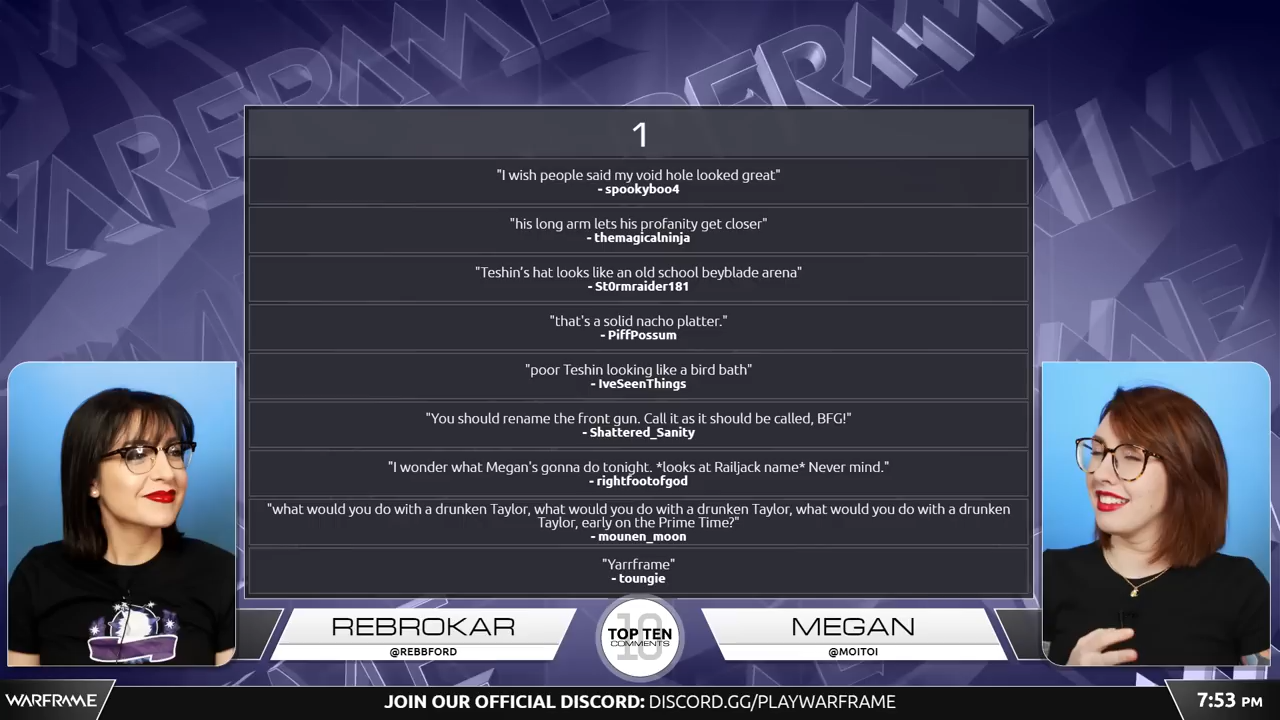 1
"I wish people said my void hole looked great"
- spookyboo4
"his long arm lets his profanity get closer"
- themagicalninja
"Teshin’s hat looks like an old school beyblade arena"
- St0rmraider181
"that's a solid nacho platter."
- PiffPossum
"poor Teshin looking like a bird bath"
- IveSeenThings
"You should rename the front gun. Call it as it should be called, BFG!"
- Shattered_Sanity
"I wonder what Megan's gonna do tonight. *looks at Railjack name* Never mind."
- rightfootofgod
"what would you do with a drunken Taylor, what would you do with a drunken Taylor, what would you do with a drunken
Taylor, early on the Prime Time?"
- mounen_moon
"Yarrframe"
- toungie
REBROKAR
@REBBFORD
10
TOP TEN
COMMENTS
MEGAN
@MOITOI
WARFRAME
JOIN OUR OFFICIAL DISCORD: DISCORD.GG/PLAYWARFRAME
7:53 PM